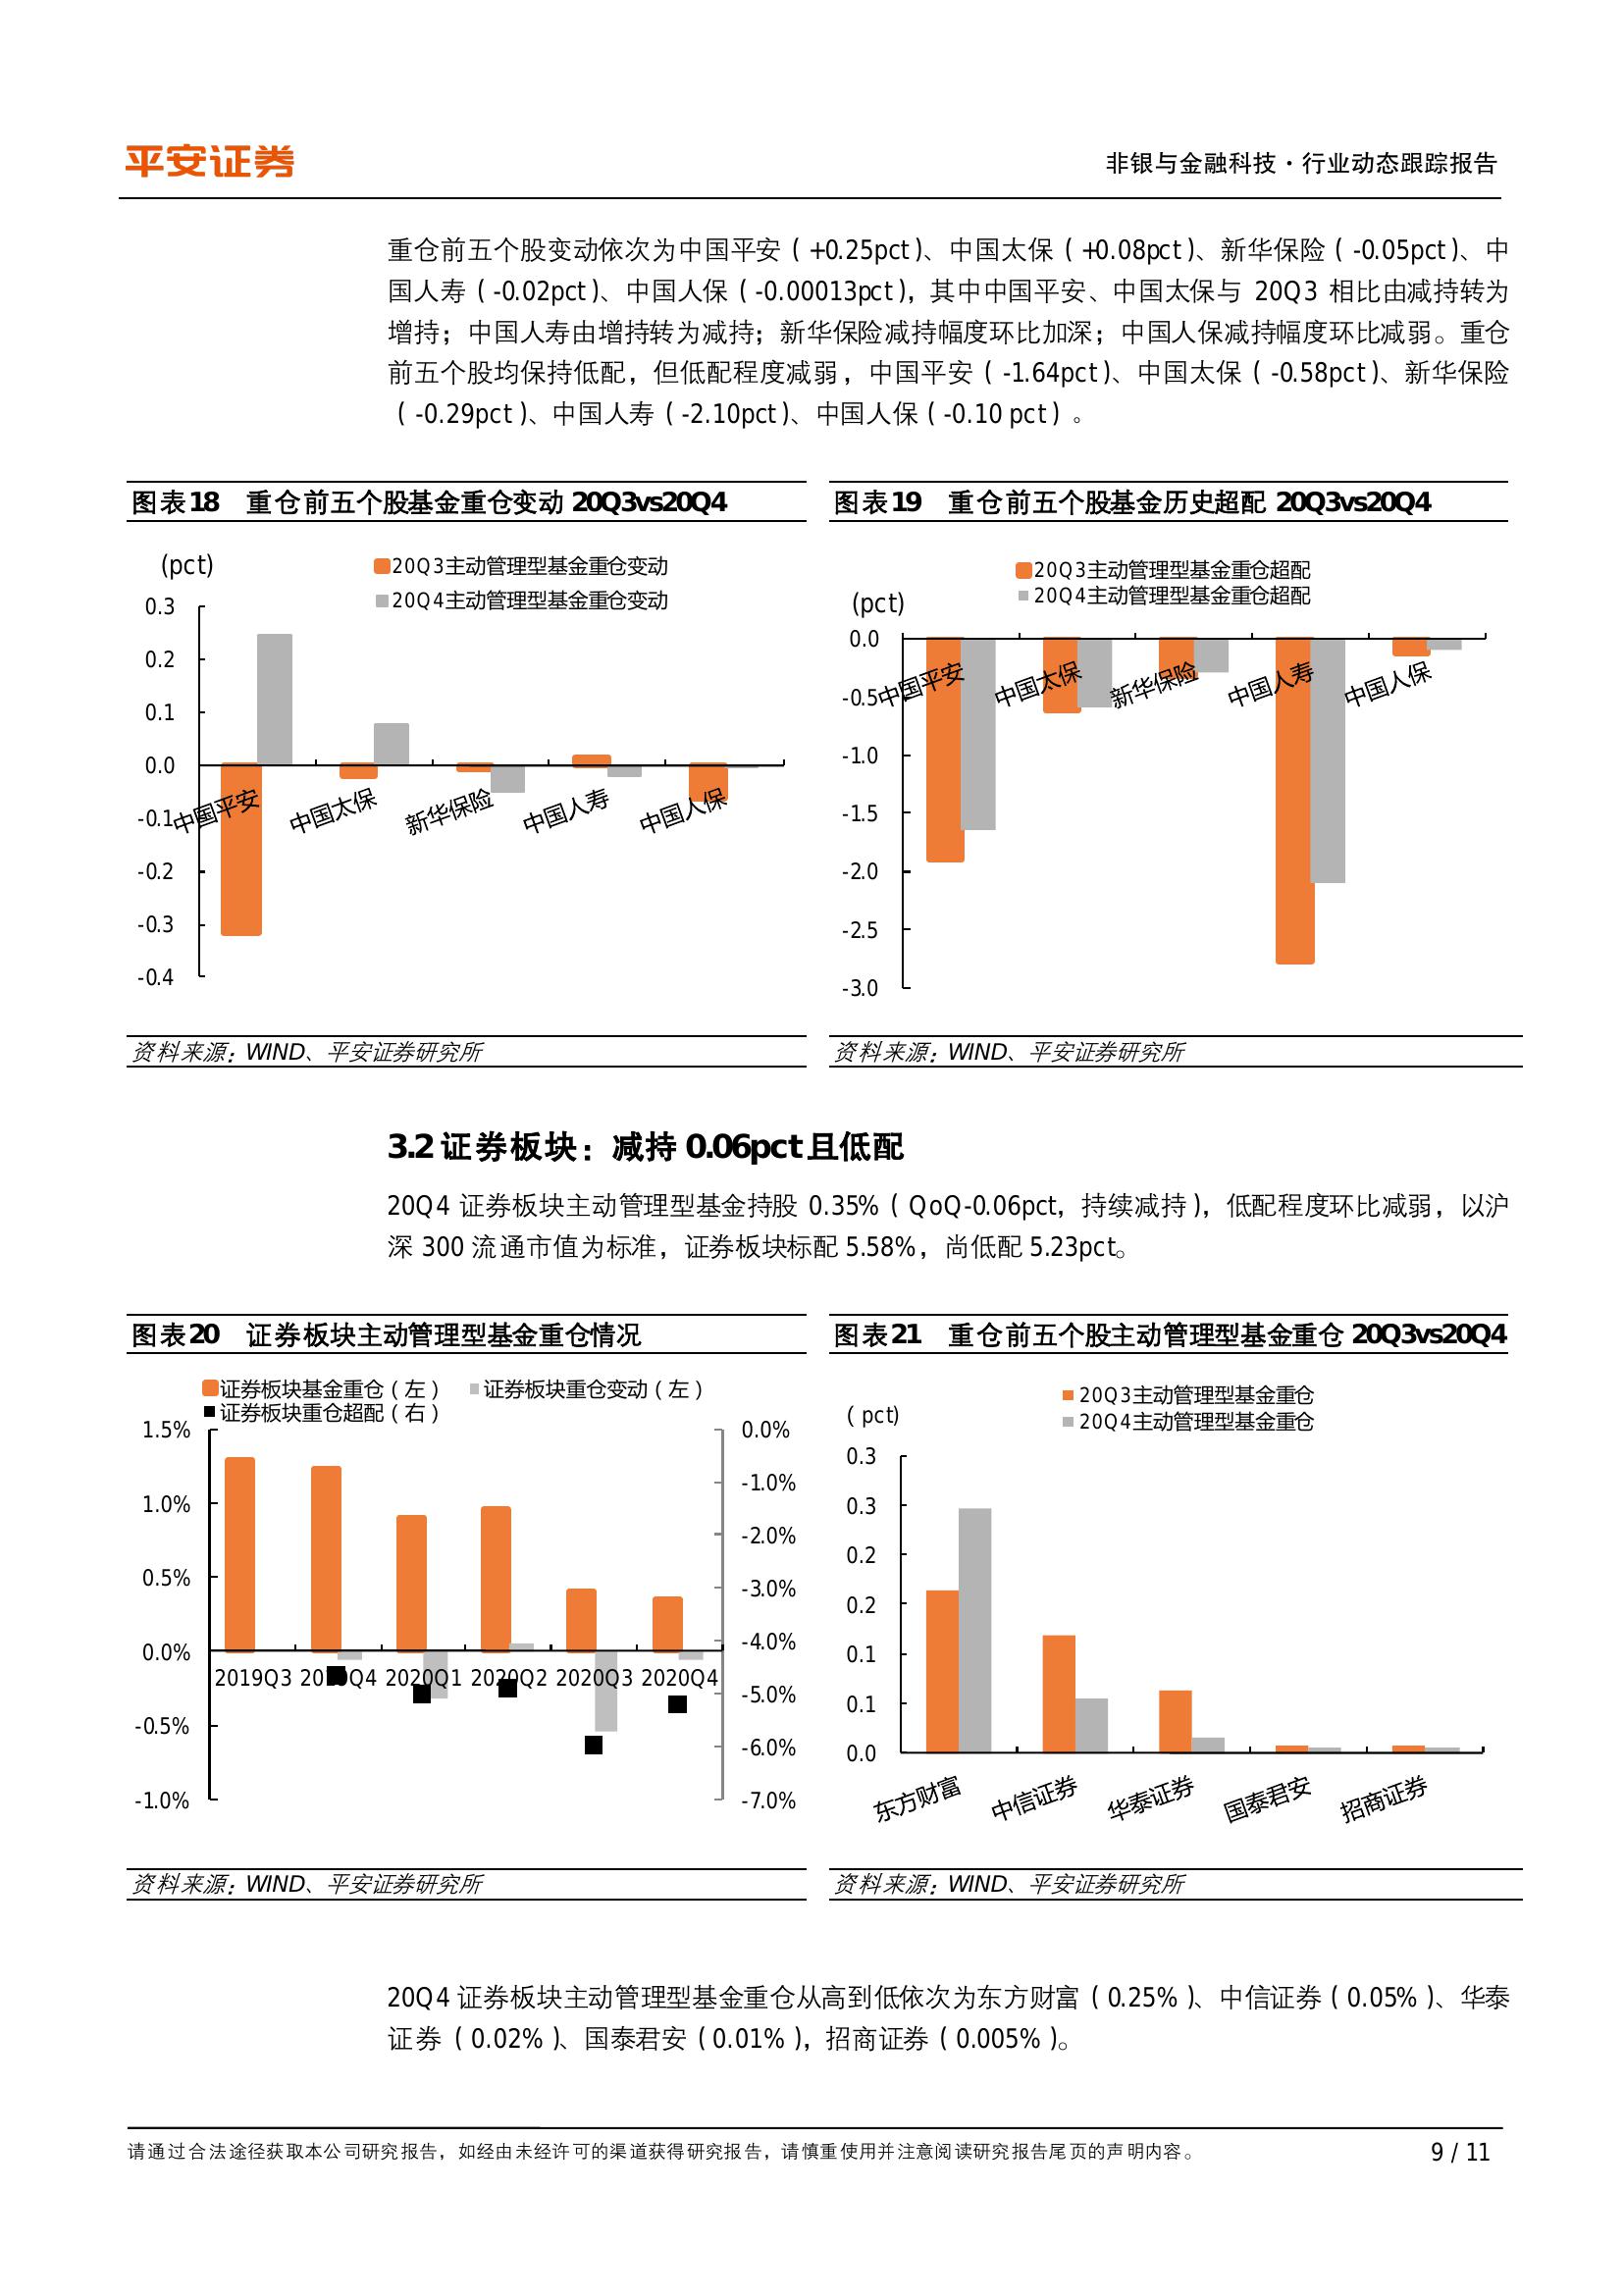 平安证券
非银与金融科技·行业动态跟踪报告
重仓前五个股变动依次为中国平安（+0.25pct）、中国太保（+0.08pct）、新华保险（-0.05pct）、中
国人寿（-0.02pct）、中国人保（-0.00013pct），其中中国平安、中国太保与 20Q3 相比由减持转为
增持；中国人寿由增持转为减持；新华保险减持幅度环比加深；中国人保减持幅度环比减弱。重仓
前五个股均保持低配，但低配程度减弱，中国平安（-1.64pct）、中国太保（-0.58pct）、新华保险
（-0.29pct）、中国人寿（-2.10pct）、中国人保（-0.10 pct）。
图表18 重仓前五个股基金重仓变动 20Q3vs20Q4
(pct)
20Q3主动管理型基金重仓变动
20Q4主动管理型基金重仓变动
0.3
0.2
0.1
0.0
-0.1
-0.2
-0.3
-0.4
中国平安
中国太保
新华保险
中国人寿
中国人保
资料来源：WIND、平安证券研究所
图表19 重仓前五个股基金历史超配 20Q3vs20Q4
20Q3主动管理型基金重仓超配
20Q4主动管理型基金重仓超配
(pct)
0.0
-0.5
-1.0
-1.5
-2.0
-2.5
-3.0
中国平安
中国太保
新华保险
中国人寿
中国人保
资料来源：WIND、平安证券研究所
3.2 证券板块：减持 0.06pct 且低配
20Q4 证券板块主动管理型基金持股 0.35%（QoQ-0.06pct，持续减持），低配程度环比减弱，以沪
深 300 流通市值为标准，证券板块标配 5.58%，尚低配 5.23pct。
图表20 证券板块主动管理型基金重仓情况
证券板块基金重仓（左）
证券板块重仓变动（左）
证券板块重仓超配（右）
1.5%
1.0%
0.5%
0.0%
-0.5%
-1.0%
2019Q3
2019Q4
2020Q1
2020Q2
2020Q3
2020Q4
0.0%
-1.0%
-2.0%
-3.0%
-4.0%
-5.0%
-6.0%
-7.0%
资料来源：WIND、平安证券研究所
图表21 重仓前五个股主动管理型基金重仓 20Q3vs20Q4
20Q3主动管理型基金重仓
20Q4主动管理型基金重仓
（pct）
0.3
0.3
0.2
0.2
0.1
0.1
0.0
东方财富
中信证券
华泰证券
国泰君安
招商证券
资料来源：WIND、平安证券研究所
20Q4 证券板块主动管理型基金重仓从高到低依次为东方财富（0.25%）、中信证券（0.05%）、华泰
证券（0.02%）、国泰君安（0.01%），招商证券（0.005%）。
请通过合法途径获取本公司研究报告，如经由未经许可的渠道获得研究报告，请慎重使用并注意阅读研究报告尾页的声明内容。
9 / 11